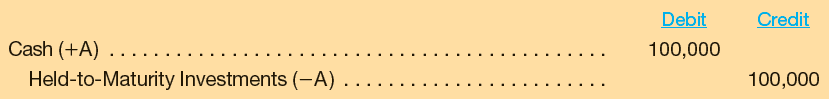 Debit Credit
Cash (+A) . . . . . . . . . . . . . . . . . . . . . . . . . . . . . . . . . . . . . . . . . . . . . . 100,000
Held-to-Maturity Investments (−A) . . . . . . . . . . . . . . . . . . . . . . . . 100,000